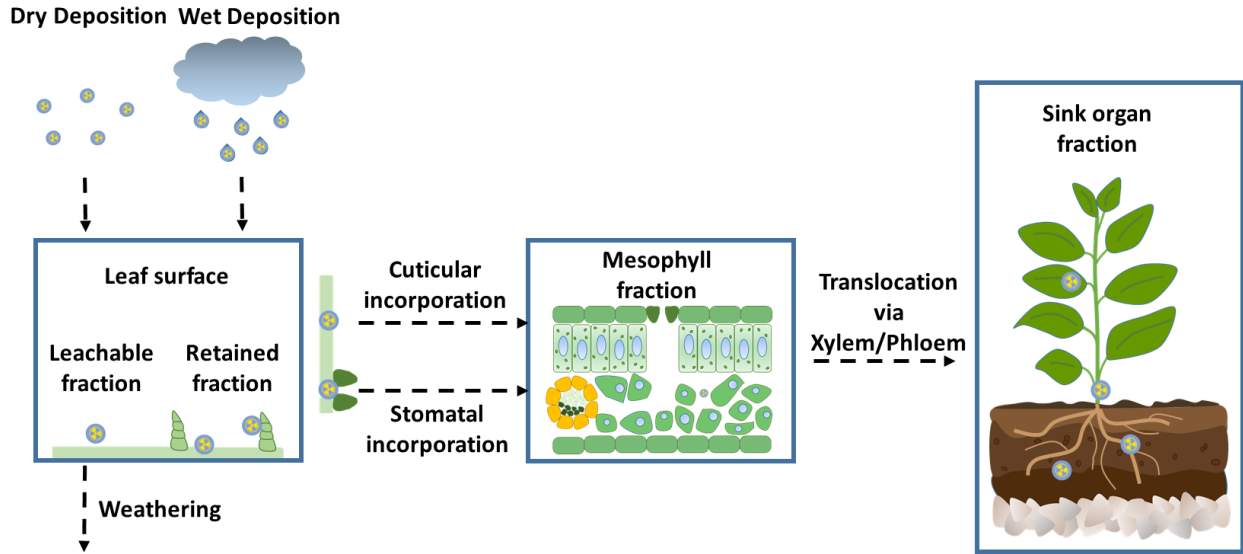 Dry Deposition
Wet Deposition
Leaf surface
Leachable
fraction
Retained
fraction
Weathering
Cuticular
incorporation
Stomatal
incorporation
Mesophyll
fraction
Translocation
via
Xylem/Phloem
Sink organ
fraction